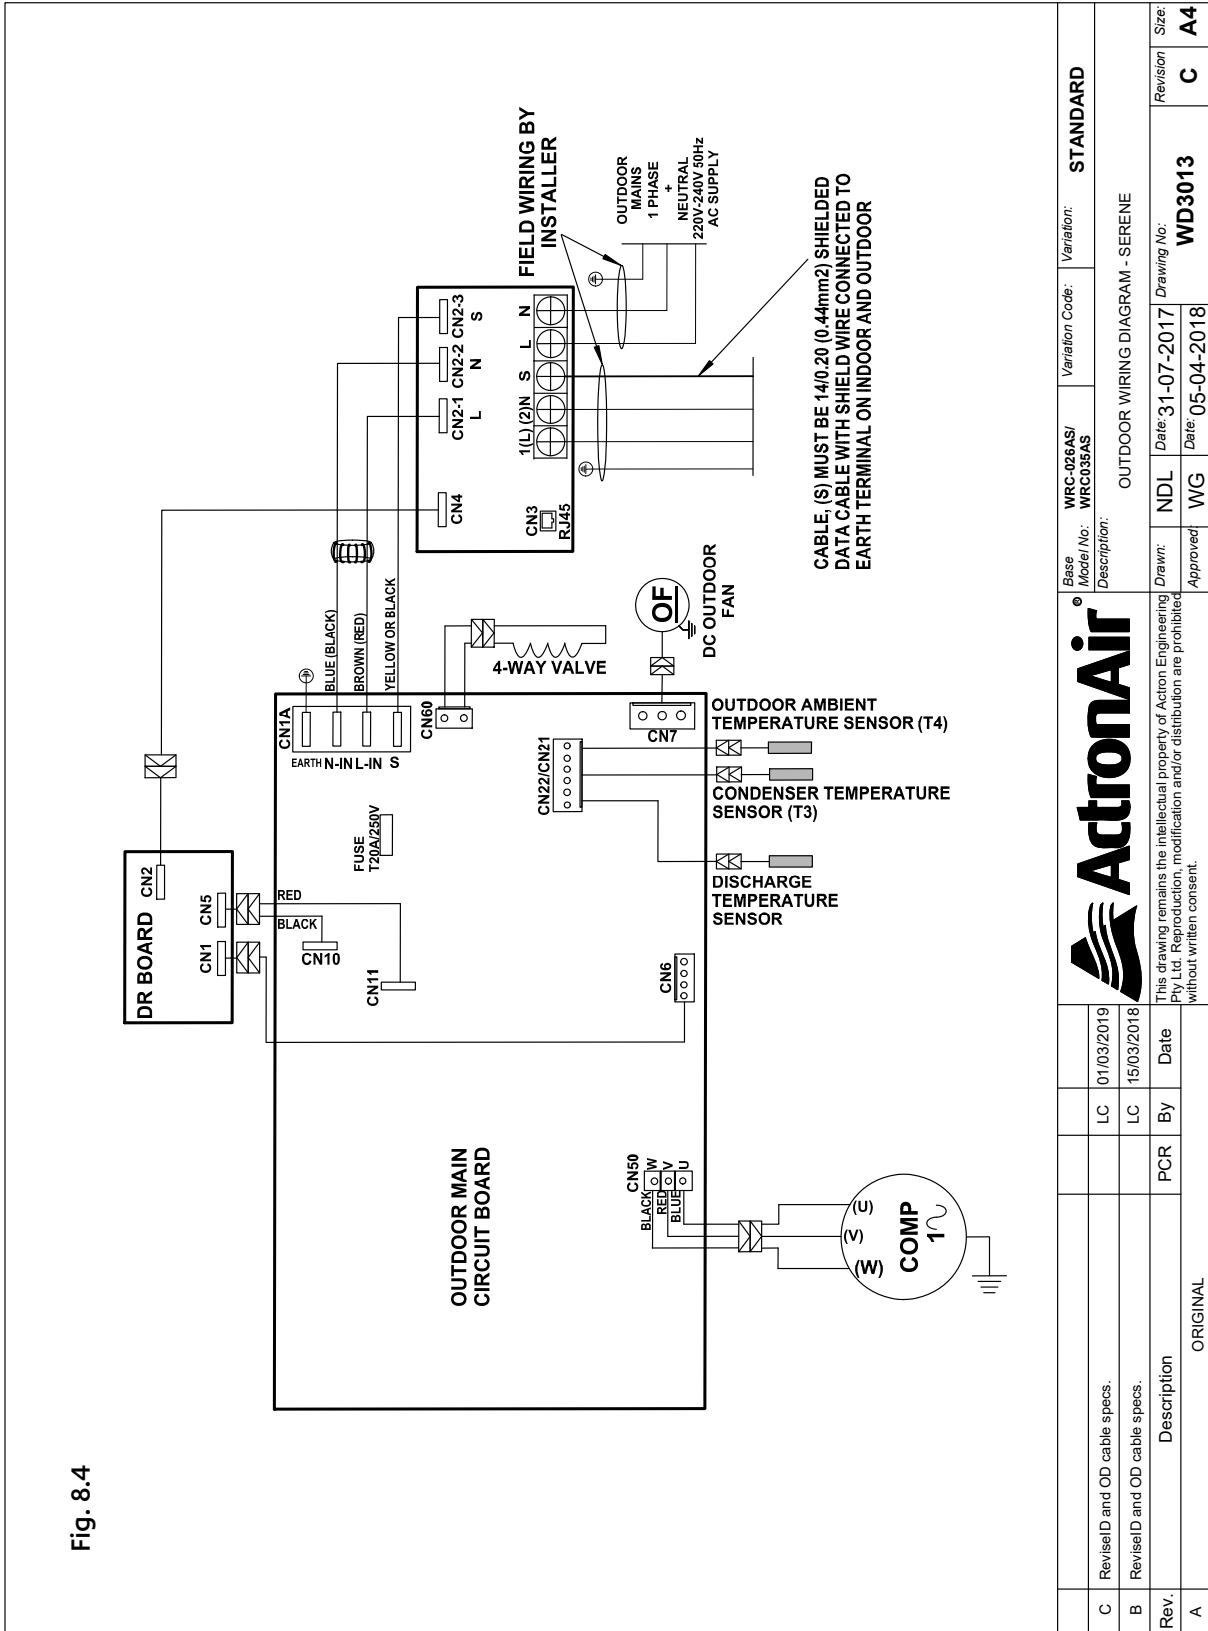 Fig. 8.4
DR BOARD
CN2
CN5
CN1
RED
BLACK
CN10
CN11
FUSE
T20A/250V
CN1A
EARTH
N-IN
L-IN
S
BLUE (BLACK)
BROWN (RED)
YELLOW OR BLACK
CN60
4-WAY VALVE
CN4
CN2-1
L
CN2-2
N
CN2-3
S
CN3
RJ45
1(L)
(2)N
S
L
N
FIELD WIRING BY
INSTALLER
OUTDOOR
MAINS
1 PHASE
+
NEUTRAL
220V-240V 50Hz
AC SUPPLY
CABLE, (S) MUST BE 14/0.20 (0.44mm2) SHIELDED
DATA CABLE WITH SHIELD WIRE CONNECTED TO
EARTH TERMINAL ON INDOOR AND OUTDOOR
OF
DC OUTDOOR
FAN
CN7
CN22/CN21
OUTDOOR AMBIENT
TEMPERATURE SENSOR (T4)
CONDENSER TEMPERATURE
SENSOR (T3)
DISCHARGE
TEMPERATURE
SENSOR
CN6
OUTDOOR MAIN
CIRCUIT BOARD
CN50
W
V
U
BLACK
RED
BLUE
(U)
(V)
(W)
COMP
1
C ReviseID and OD cable specs. LC 01/03/2019
B ReviseID and OD cable specs. LC 15/03/2018
Rev. Description PCR By Date
A ORIGINAL
ActronAir ®
This drawing remains the intellectual property of Actron Engineering
Pty Ltd. Reproduction, modification and/or distribution are prohibited
without written consent.
Base
Model No:
WRC-026AS/
WRC035AS
Variation Code:
Variation:
STANDARD
Description:
OUTDOOR WIRING DIAGRAM - SERENE
Drawn: NDL
Date: 31-07-2017
Approved: WG
Date: 05-04-2018
Drawing No:
WD3013
Revision
C
Size:
A4